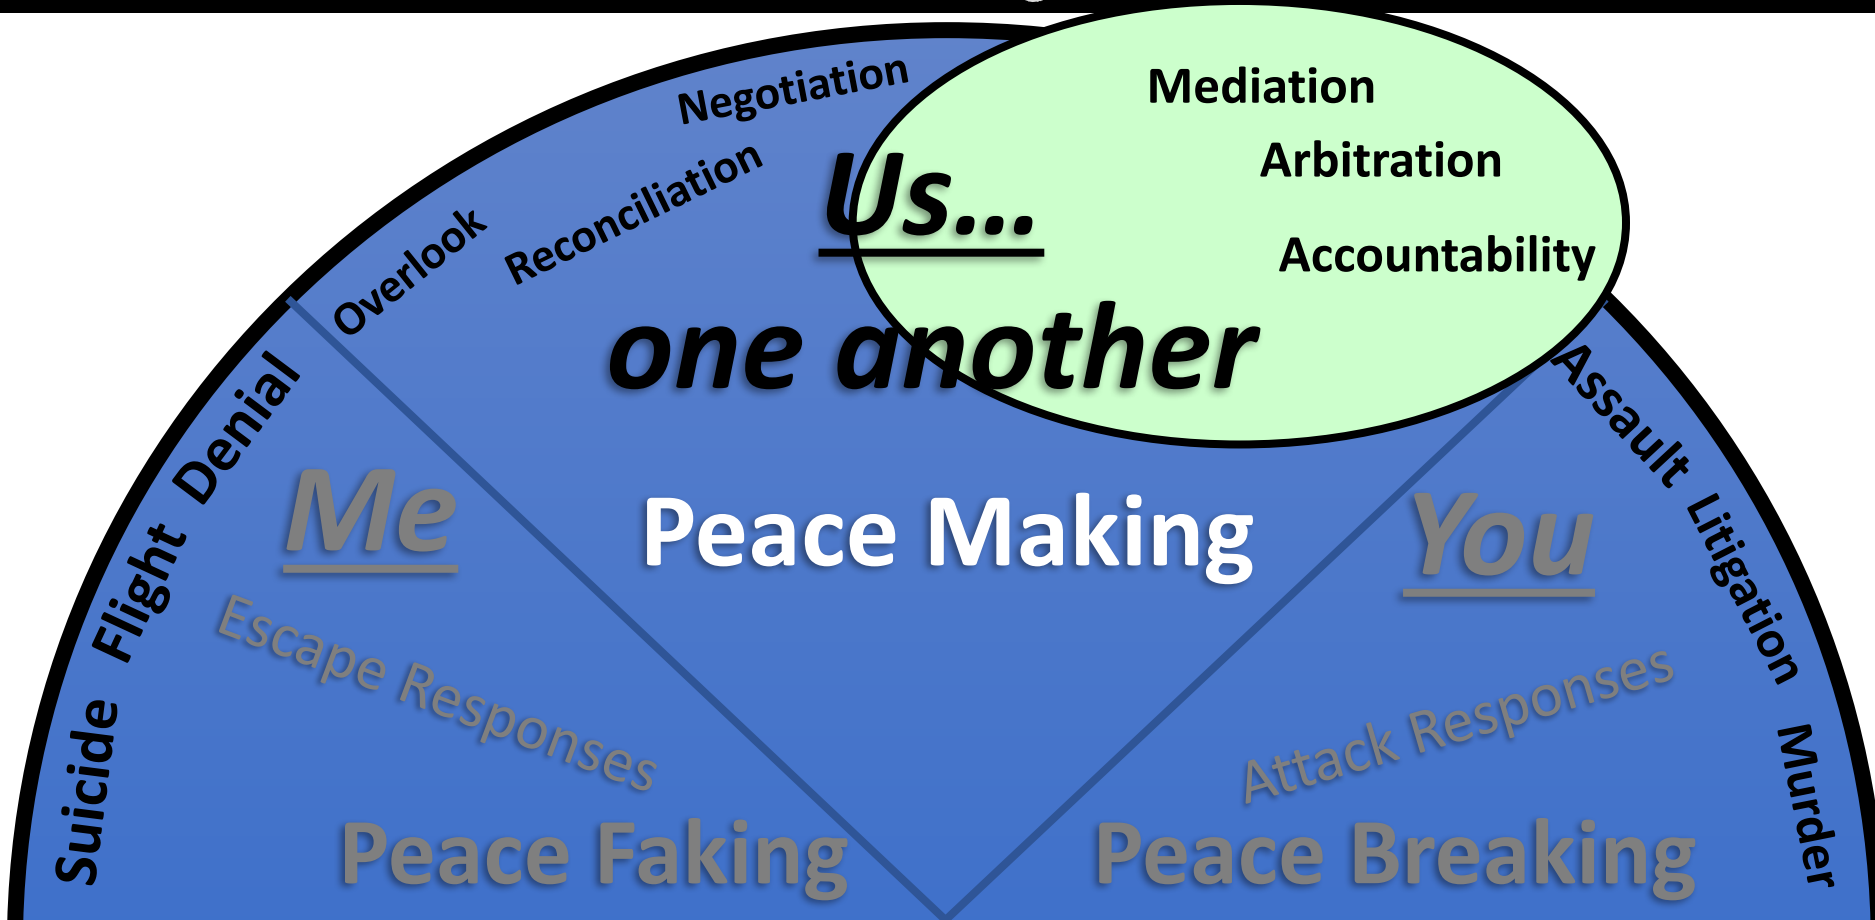 Negotiation
Mediation
Reconciliation
Arbitration
Overlook
Accountability
Us...
one another
Denial
Flight
Suicide
Assault
Litigation
Murder
Me
Peace Making
You
Escape Responses
Attack Responses
Peace Faking
Peace Breaking